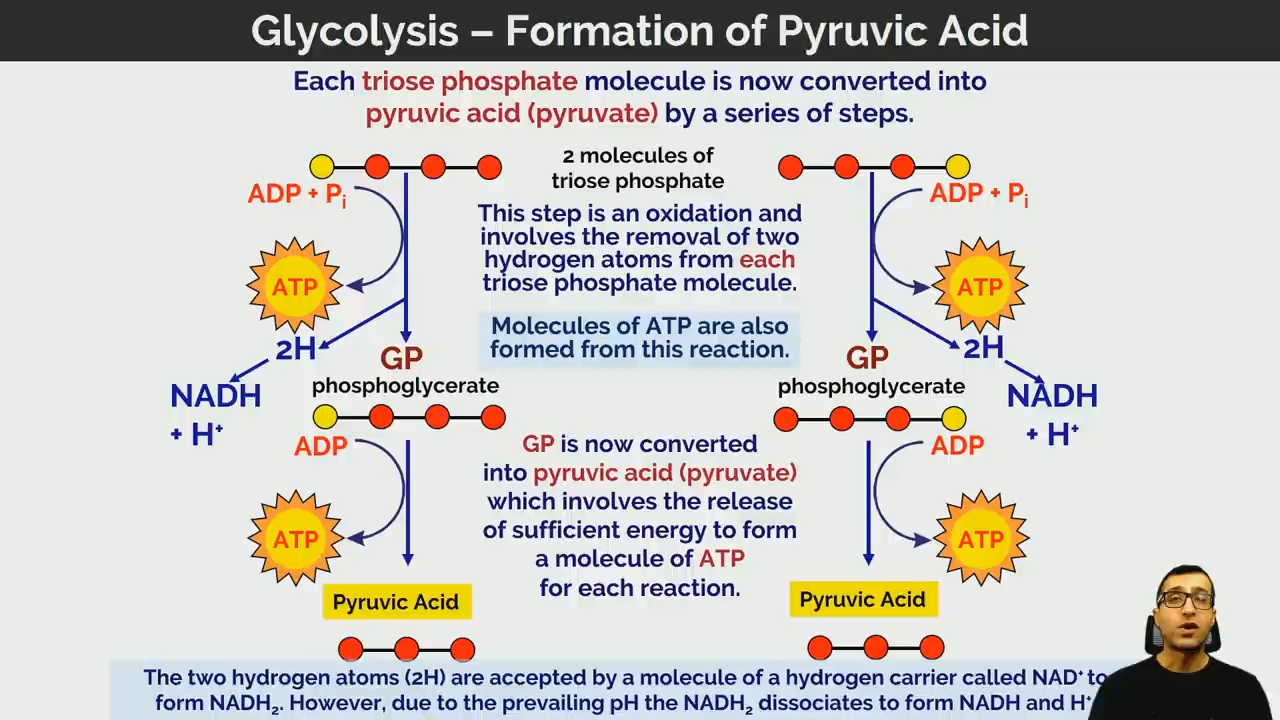 Glycolysis – Formation of Pyruvic Acid
Each triose phosphate molecule is now converted into
pyruvic acid (pyruvate) by a series of steps.
2 molecules of
triose phosphate
ADP + Pi
ADP + Pi
This step is an oxidation and
involves the removal of two
hydrogen atoms from each
triose phosphate molecule.
ATP
ATP
Molecules of ATP are also
formed from this reaction.
2H
2H
GP
phosphoglycerate
GP
phosphoglycerate
NADH
+ H⁺
NADH
+ H⁺
ADP
ADP
GP is now converted
into pyruvic acid (pyruvate)
which involves the release
of sufficient energy to form
a molecule of ATP
for each reaction.
ATP
ATP
Pyruvic Acid
Pyruvic Acid
The two hydrogen atoms (2H) are accepted by a molecule of a hydrogen carrier called NAD⁺ to
form NADH₂. However, due to the prevailing pH the NADH₂ dissociates to form NADH and H⁺